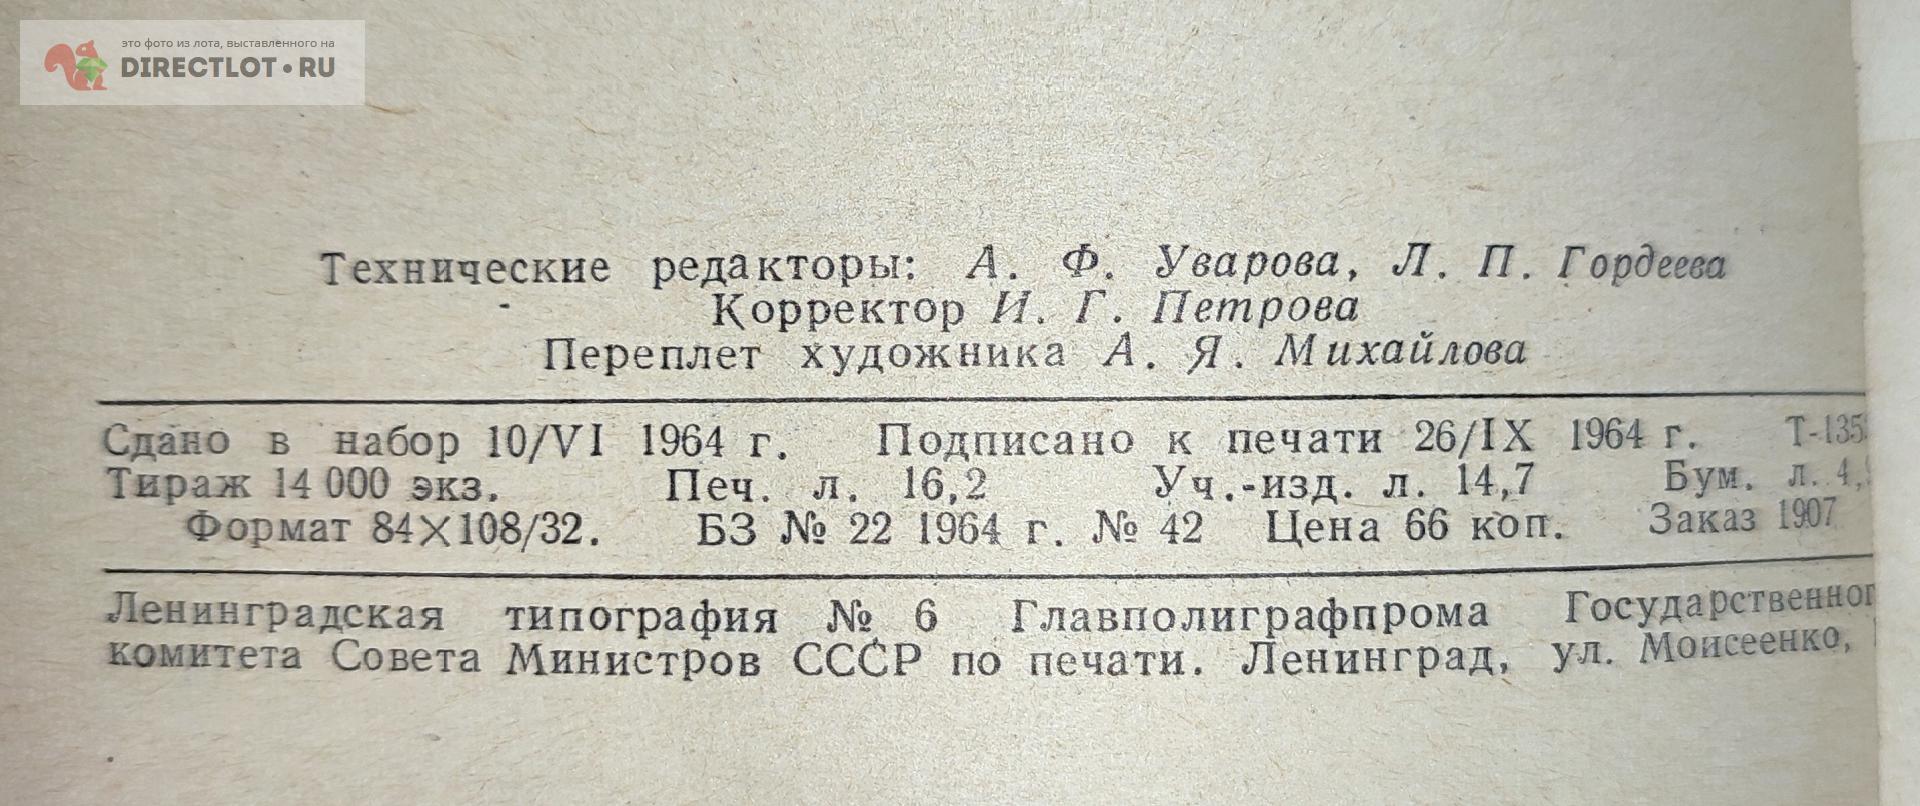 это фото из лота, выставленного на
DIRECTLOT•RU
Технические редакторы: А. Ф. Уварова, Л. П. Гордеева
Корректор И. Г. Петрова
Переплет художника А. Я. Михайлова
Сдано в набор 10/VI 1964 г. Подписано к печати 26/IX 1964 г.
Тираж 14 000 экз. Печ. л. 16,2 Уч.-изд. л. 14,7 Бум. л.
Формат 84×108/32. БЗ № 22 1964 г. № 42 Цена 66 коп. Заказ 1907
Ленинградская типография № 6 Главполиграфпрома
комитета Совета Министров СССР по печати. Ленинград, ул. Моисеенко,